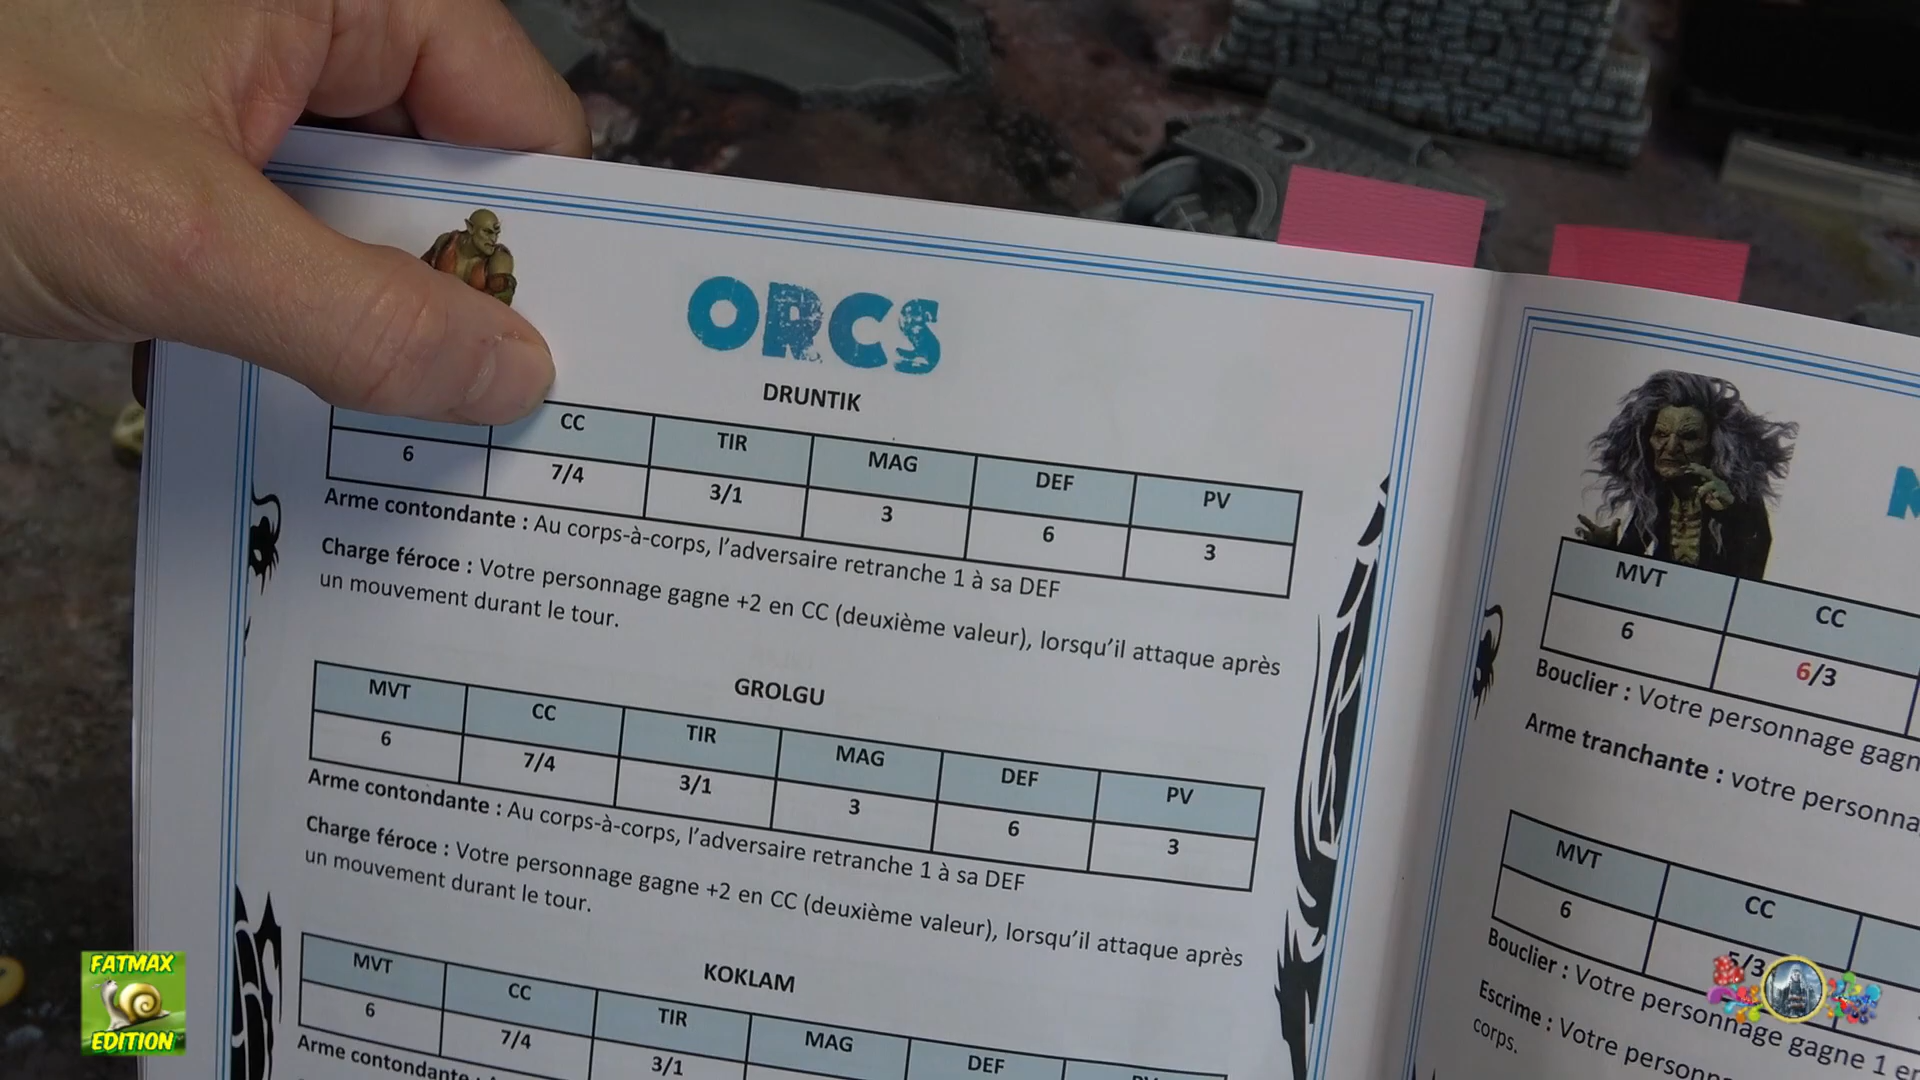 ORCS
DRUNTIK
CC TIR MAG DEF PV
6 7/4 3/1 3 6 3
Arme contondante : Au corps-à-corps, l'adversaire retranche 1 à sa DEF
Charge féroce : Votre personnage gagne +2 en CC (deuxième valeur), lorsqu'il attaque après
un mouvement durant le tour.
GROLGU
MVT CC TIR MAG DEF PV
6 7/4 3/1 3 6 3
Arme contondante : Au corps-à-corps, l'adversaire retranche 1 à sa DEF
Charge féroce : Votre personnage gagne +2 en CC (deuxième valeur), lorsqu'il attaque après
un mouvement durant le tour.
KOKLAM
MVT CC TIR MAG DEF
6 7/4 3/1
Arme contondante
MVT CC
6 6/3
Bouclier : Votre personnage gagn
Arme tranchante : votre personna
MVT CC
6 5/3
Bouclier : Votre personnage gagne 1 en
Escrime : Votre personn
corps.
FATMAX
EDITION